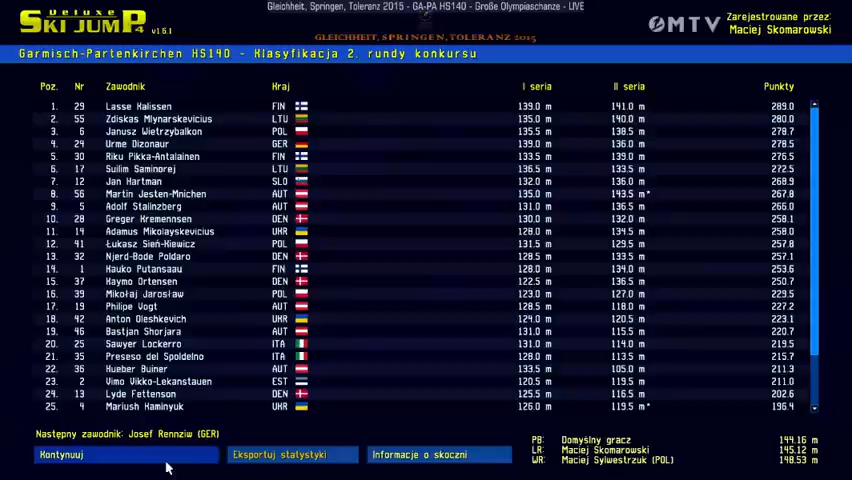 Gleichheit, Springen, Toleranz 2015 - GA-PA HS140 - Große Olympiaschanze - LIVE
Deluxe
SKI JUMP 4 v1.6.1
GLEICHHEIT, SPRINGEN, TOLERANZ 2015
MTV
Zarejestrowane przez:
Maciej Skomarowski
Garmisch-Partenkirchen HS140 - Klasyfikacja 2. rundy konkursu
Poz. Nr Zawodnik Kraj I seria II seria Punkty
1. 29 Lasse Kalissen FIN 139.0 m 141.0 m 289.0
2. 55 Zdiskas Mlynarskevicius LTU 135.5 m 140.0 m 280.0
3. 6 Janusz Wietrzybalkon POL 135.5 m 138.5 m 278.7
4. 24 Urme Dizonaur GER 139.0 m 136.0 m 278.5
5. 30 Riku Pikka-Antalainen FIN 133.5 m 139.0 m 276.5
6. 17 Suilim Saminorej LTU 136.5 m 133.5 m 272.5
7. 12 Jan Hartman SLO 132.0 m 136.0 m 268.9
8. 56 Martin Jesten-Mnichen AUT 135.0 m 143.5 m* 267.8
9. 5 Adolf Stalinzberg AUT 131.0 m 136.5 m 266.0
10. 28 Greger Kremennsen DEN 130.0 m 132.0 m 258.1
11. 14 Adamus Mikolayskevicius UKR 128.0 m 134.5 m 258.0
12. 41 Łukasz Sień-Kiewicz POL 131.5 m 129.5 m 257.8
13. 32 Njerd-Bode Poldaro DEN 128.5 m 133.5 m 257.1
14. 1 Kauko Putansaau FIN 128.0 m 134.0 m 253.6
15. 37 Kaymo Ortensen DEN 122.5 m 136.5 m 250.7
16. 39 Mikołaj Jarosław POL 123.0 m 127.0 m 229.5
17. 19 Philipe Vogt AUT 128.5 m 118.0 m 227.2
18. 42 Anton Oleshkevich UKR 124.0 m 120.5 m 223.1
19. 46 Bastjan Shorjara AUT 131.0 m 115.5 m 220.7
20. 25 Sawyer Lockerro ITA 131.0 m 114.0 m 219.5
21. 35 Preseso del Spoldelno ITA 128.0 m 113.5 m 215.7
22. 36 Hueber Buiner AUT 133.5 m 105.0 m 211.3
23. 2 Vimo Vikko-Lekanstauen EST 120.5 m 119.5 m 211.0
24. 13 Lyde Fettenson DEN 125.5 m 116.5 m 202.6
25. 4 Mariush Kaminyuk UKR 126.0 m 119.5 m* 196.4
Następny zawodnik: Josef Rennziw (GER)
Kontynuuj Eksportuj statystyki Informacje o skoczni
PB: Domyślny gracz 144.16 m
LR: Maciej Skomarowski 145.12 m
WR: Maciej Sylwestrzuk (POL) 148.53 m